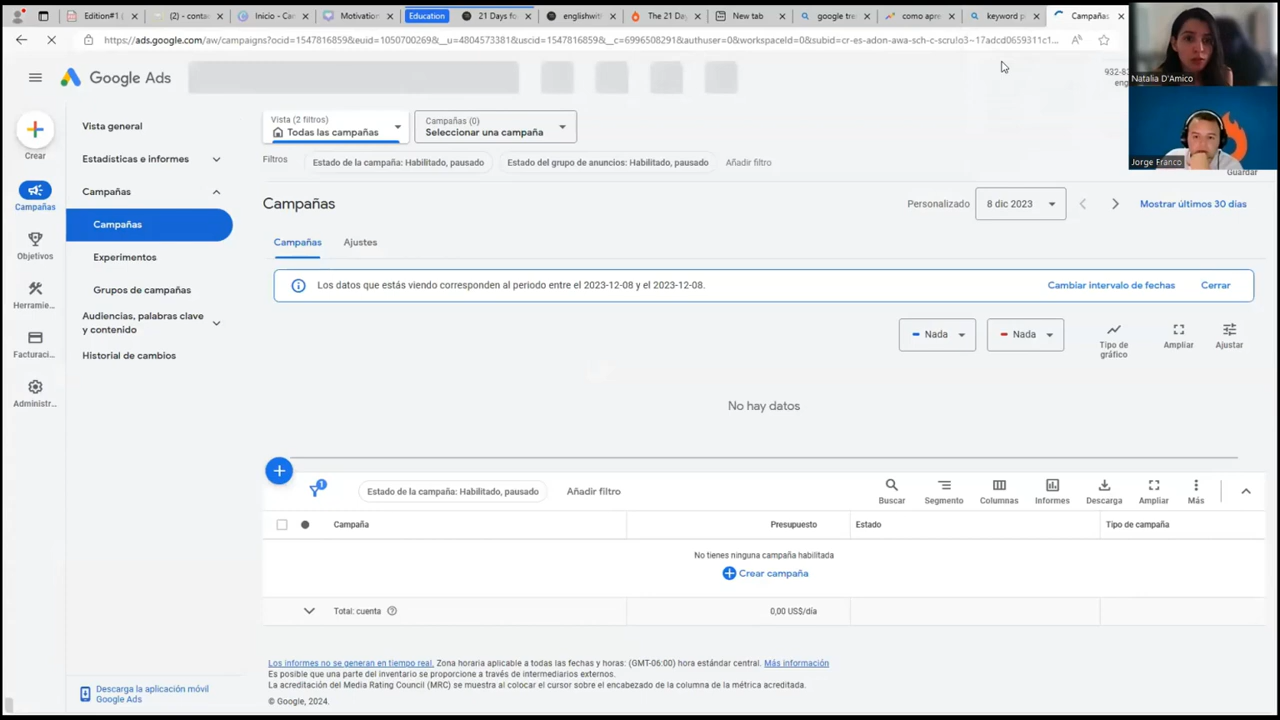 Edition#1 (
(2) - contac
Inicio - Can
Motivation
Education
21 Days fo
englishwit
The 21 Day
New tab
google tre
como apre
keyword p
Campañas
https://ads.google.com/aw/campaigns?ocid=1547816859&euid=1050700269&__u=4804573381&uscid=1547816859&__c=6996508291&authuser=0&workspaceId=0&subid=cr-es-adon-awa-sch-c-scrulo3~17adcd0659311c1...
Google Ads
932-83
eng
Natalia D'Amico
Jorge Franco
Guardar
Crear
Campañas
Objetivos
Herramie...
Facturaci...
Administr...
Vista general
Estadísticas e informes
Campañas
Campañas
Experimentos
Grupos de campañas
Audiencias, palabras clave
y contenido
Historial de cambios
Descarga la aplicación móvil
Google Ads
Vista (2 filtros)
Todas las campañas
Campañas (0)
Seleccionar una campaña
Filtros
Estado de la campaña: Habilitado, pausado
Estado del grupo de anuncios: Habilitado, pausado
Añadir filtro
Campañas
Personalizado
8 dic 2023
Mostrar últimos 30 días
Campañas
Ajustes
Los datos que estás viendo corresponden al periodo entre el 2023-12-08 y el 2023-12-08.
Cambiar intervalo de fechas
Cerrar
Nada
Nada
Tipo de
gráfico
Ampliar
Ajustar
No hay datos
1
Estado de la campaña: Habilitado, pausado
Añadir filtro
Buscar
Segmento
Columnas
Informes
Descarga
Ampliar
Más
Campaña
Presupuesto
Estado
Tipo de campaña
No tienes ninguna campaña habilitada
Crear campaña
Total: cuenta
0,00 US$/día
Los informes no se generan en tiempo real. Zona horaria aplicable a todas las fechas y horas: (GMT-06:00) hora estándar central. Más información
Es posible que una parte del inventario se proporcione a través de intermediarios externos.
La acreditación del Media Rating Council (MRC) se muestra al colocar el cursor sobre el encabezado de la columna de la métrica acreditada.
© Google, 2024.